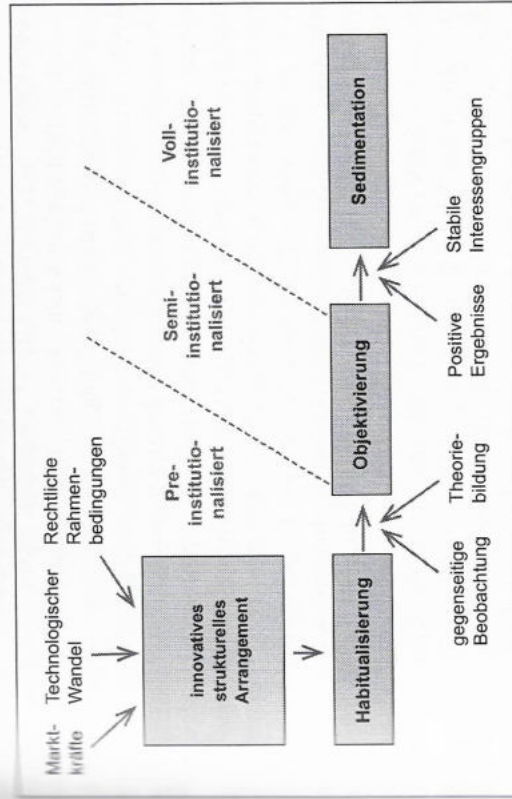 Markt-
kräfte
Technologischer
Wandel
Rechtliche
Rahmen-
bedingungen
innovatives
strukturelles
Arrangement
Pre-
institutio-
nalisiert
Semi-
institutio-
nalisiert
Voll-
institutio-
nalisiert
Habitualisierung
Objektivierung
Sedimentation
gegenseitige
Beobachtung
Theorie-
bildung
Positive
Ergebnisse
Stabile
Interessengruppen